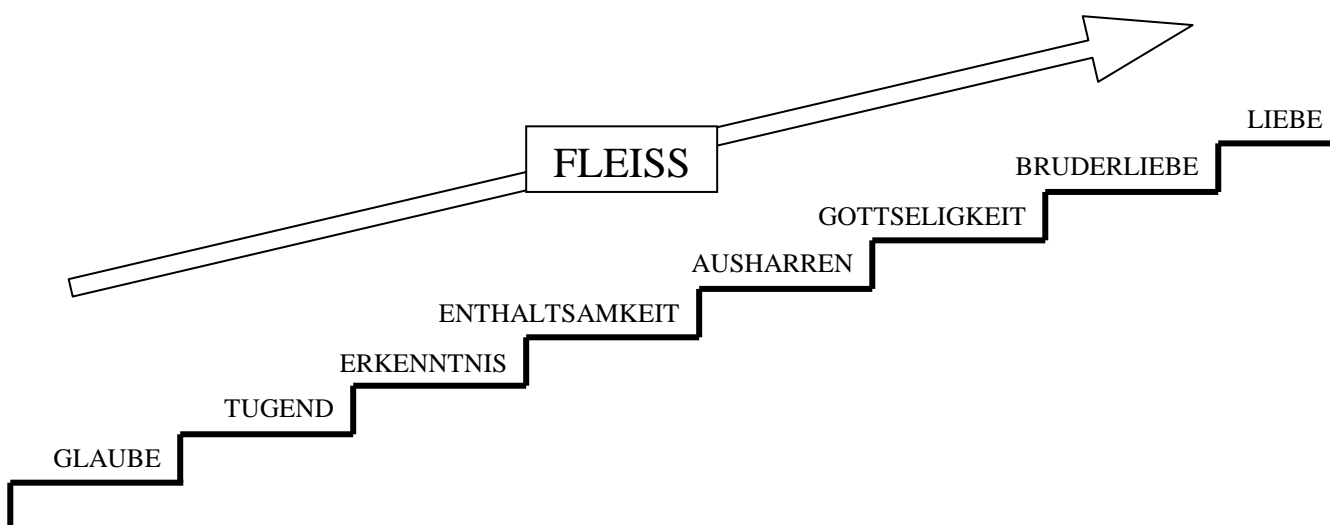 LIEBE
FLEISS
BRUDERLIEBE
GOTTSELIGKEIT
AUSHARREN
ENTHALTSAMKEIT
ERKENNTNIS
TUGEND
GLAUBE